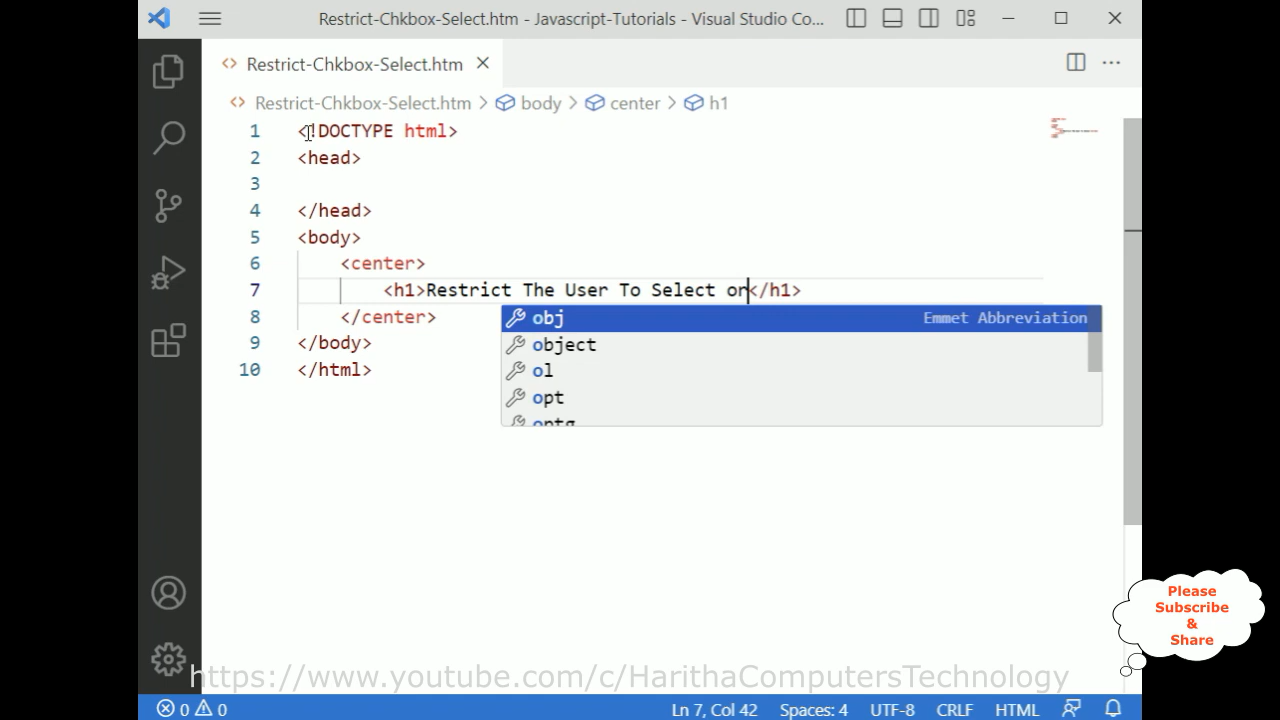 Restrict-Chkbox-Select.htm - Javascript-Tutorials - Visual Studio Co...
Restrict-Chkbox-Select.htm
Restrict-Chkbox-Select.htm > body > center > h1
1 <!DOCTYPE html>
2 <head>
3
4 </head>
5 <body>
6 <center>
7 <h1>Restrict The User To Select or</h1>
8 </center>
9 </body>
10 </html>
obj Emmet Abbreviation
object
ol
opt
optg
Please
Subscribe
&
Share
https://www.youtube.com/c/HarithaComputersTechnology
0 0 Ln 7, Col 42 Spaces: 4 UTF-8 CRLF HTML